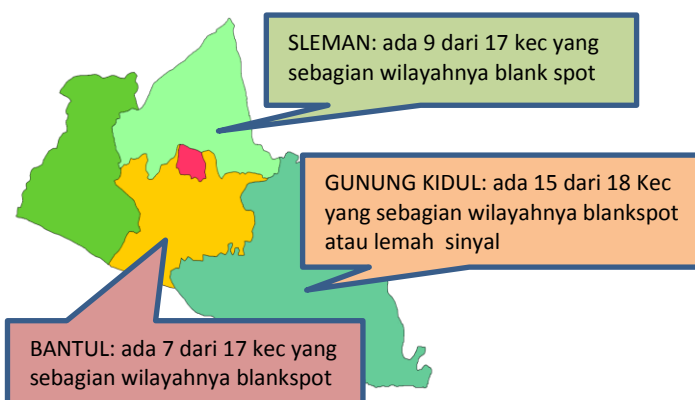 SLEMAN: ada 9 dari 17 kec yang
sebagian wilayahnya blank spot
GUNUNG KIDUL: ada 15 dari 18 Kec
yang sebagian wilayahnya blankspot
atau lemah sinyal
BANTUL: ada 7 dari 17 kec yang
sebagian wilayahnya blankspot